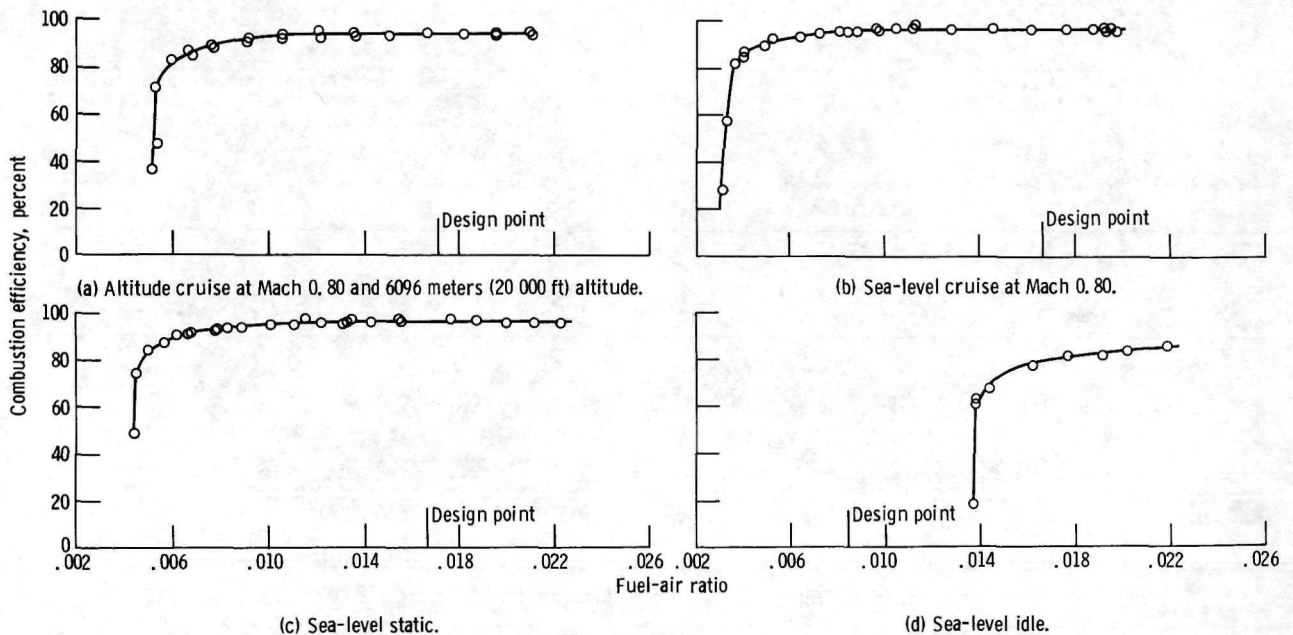 Combustion efficiency, percent
100
80
60
40
20
0
Design point
(a) Altitude cruise at Mach 0.80 and 6096 meters (20 000 ft) altitude.
Design point
(b) Sea-level cruise at Mach 0.80.
100
80
60
40
20
0
Design point
.002 .006 .010 .014 .018 .022 .026
Design point
.002 .006 .010 .014 .018 .022 .026
Fuel-air ratio
(c) Sea-level static.
(d) Sea-level idle.